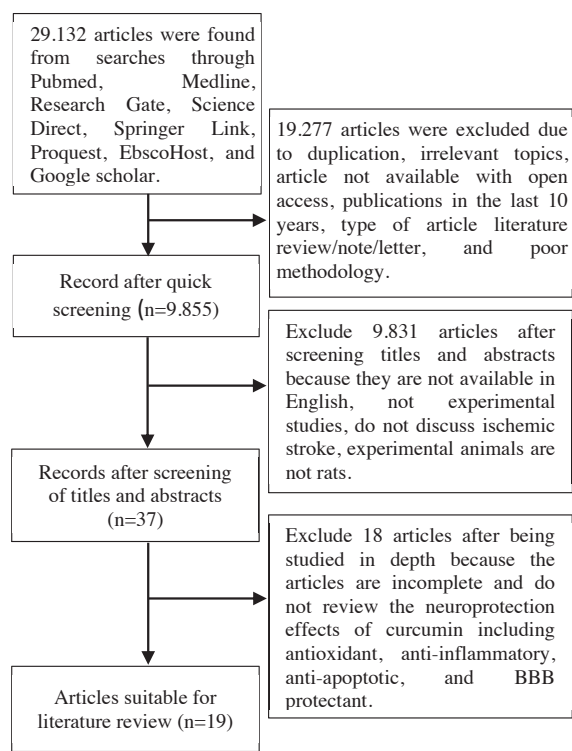 29.132 articles were found
from searches through
Pubmed, Medline,
Research Gate, Science
Direct, Springer Link,
Proquest, EbscoHost, and
Google scholar.
19.277 articles were excluded due
to duplication, irrelevant topics,
article not available with open
access, publications in the last 10
years, type of article literature
review/note/letter, and poor
methodology.
Record after quick
screening (n=9.855)
Exclude 9.831 articles after
screening titles and abstracts
because they are not available in
English, not experimental
studies, do not discuss ischemic
stroke, experimental animals are
not rats.
Records after screening
of titles and abstracts
(n=37)
Exclude 18 articles after being
studied in depth because the
articles are incomplete and do
not review the neuroprotection
effects of curcumin including
antioxidant, anti-inflammatory,
anti-apoptotic, and BBB
protectant.
Articles suitable for
literature review (n=19)